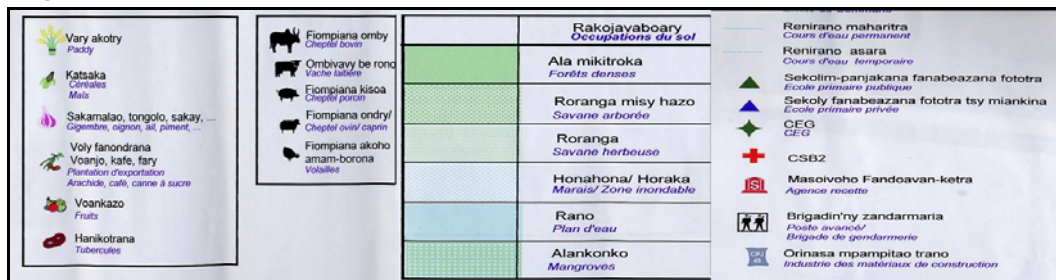 Vary akotry
Paddy
Katsaka
Céréales
Maïs
Sakamalao, tongolo, sakay, ...
Gigembre, oignon, ail, piment, ...
Voly fanondrana
Voanjo, kafe, fary
Plantation d'exportation
Arachide, café, canne à sucre
Voankazo
Fruits
Hanikotrana
Tubercules
Fiompiana omby
Cheptel bovin
Ombivavy be rono
Vache laitière
Fiompiana kisoa
Cheptel porcin
Fiompiana ondry/
Cheptel ovin/ caprin
Fiompiana akoho
amam-borona
Volailles
Rakojavaboary
Occupations du sol
Ala mikitroka
Forêts denses
Roranga misy hazo
Savane arborée
Roranga
Savane herbeuse
Honahona/ Horaka
Marais/ Zone inondable
Rano
Plan d'eau
Alankonko
Mangroves
Renirano maharitra
Cours d'eau permanent
Renirano asara
Cours d'eau temporaire
Sekolim-panjakana fanabeazana fototra
Ecole primaire publique
Sekoly fanabeazana fototra tsy miankina
Ecole primaire privée
CEG
CEG
CSB2
Masoivoho Fandoavan-ketra
Agence recette
Brigadin'ny zandarmaria
Poste avancé/
Brigade de gendarmerie
Orinasa mpampitao trano
Industrie des matériaux de construction